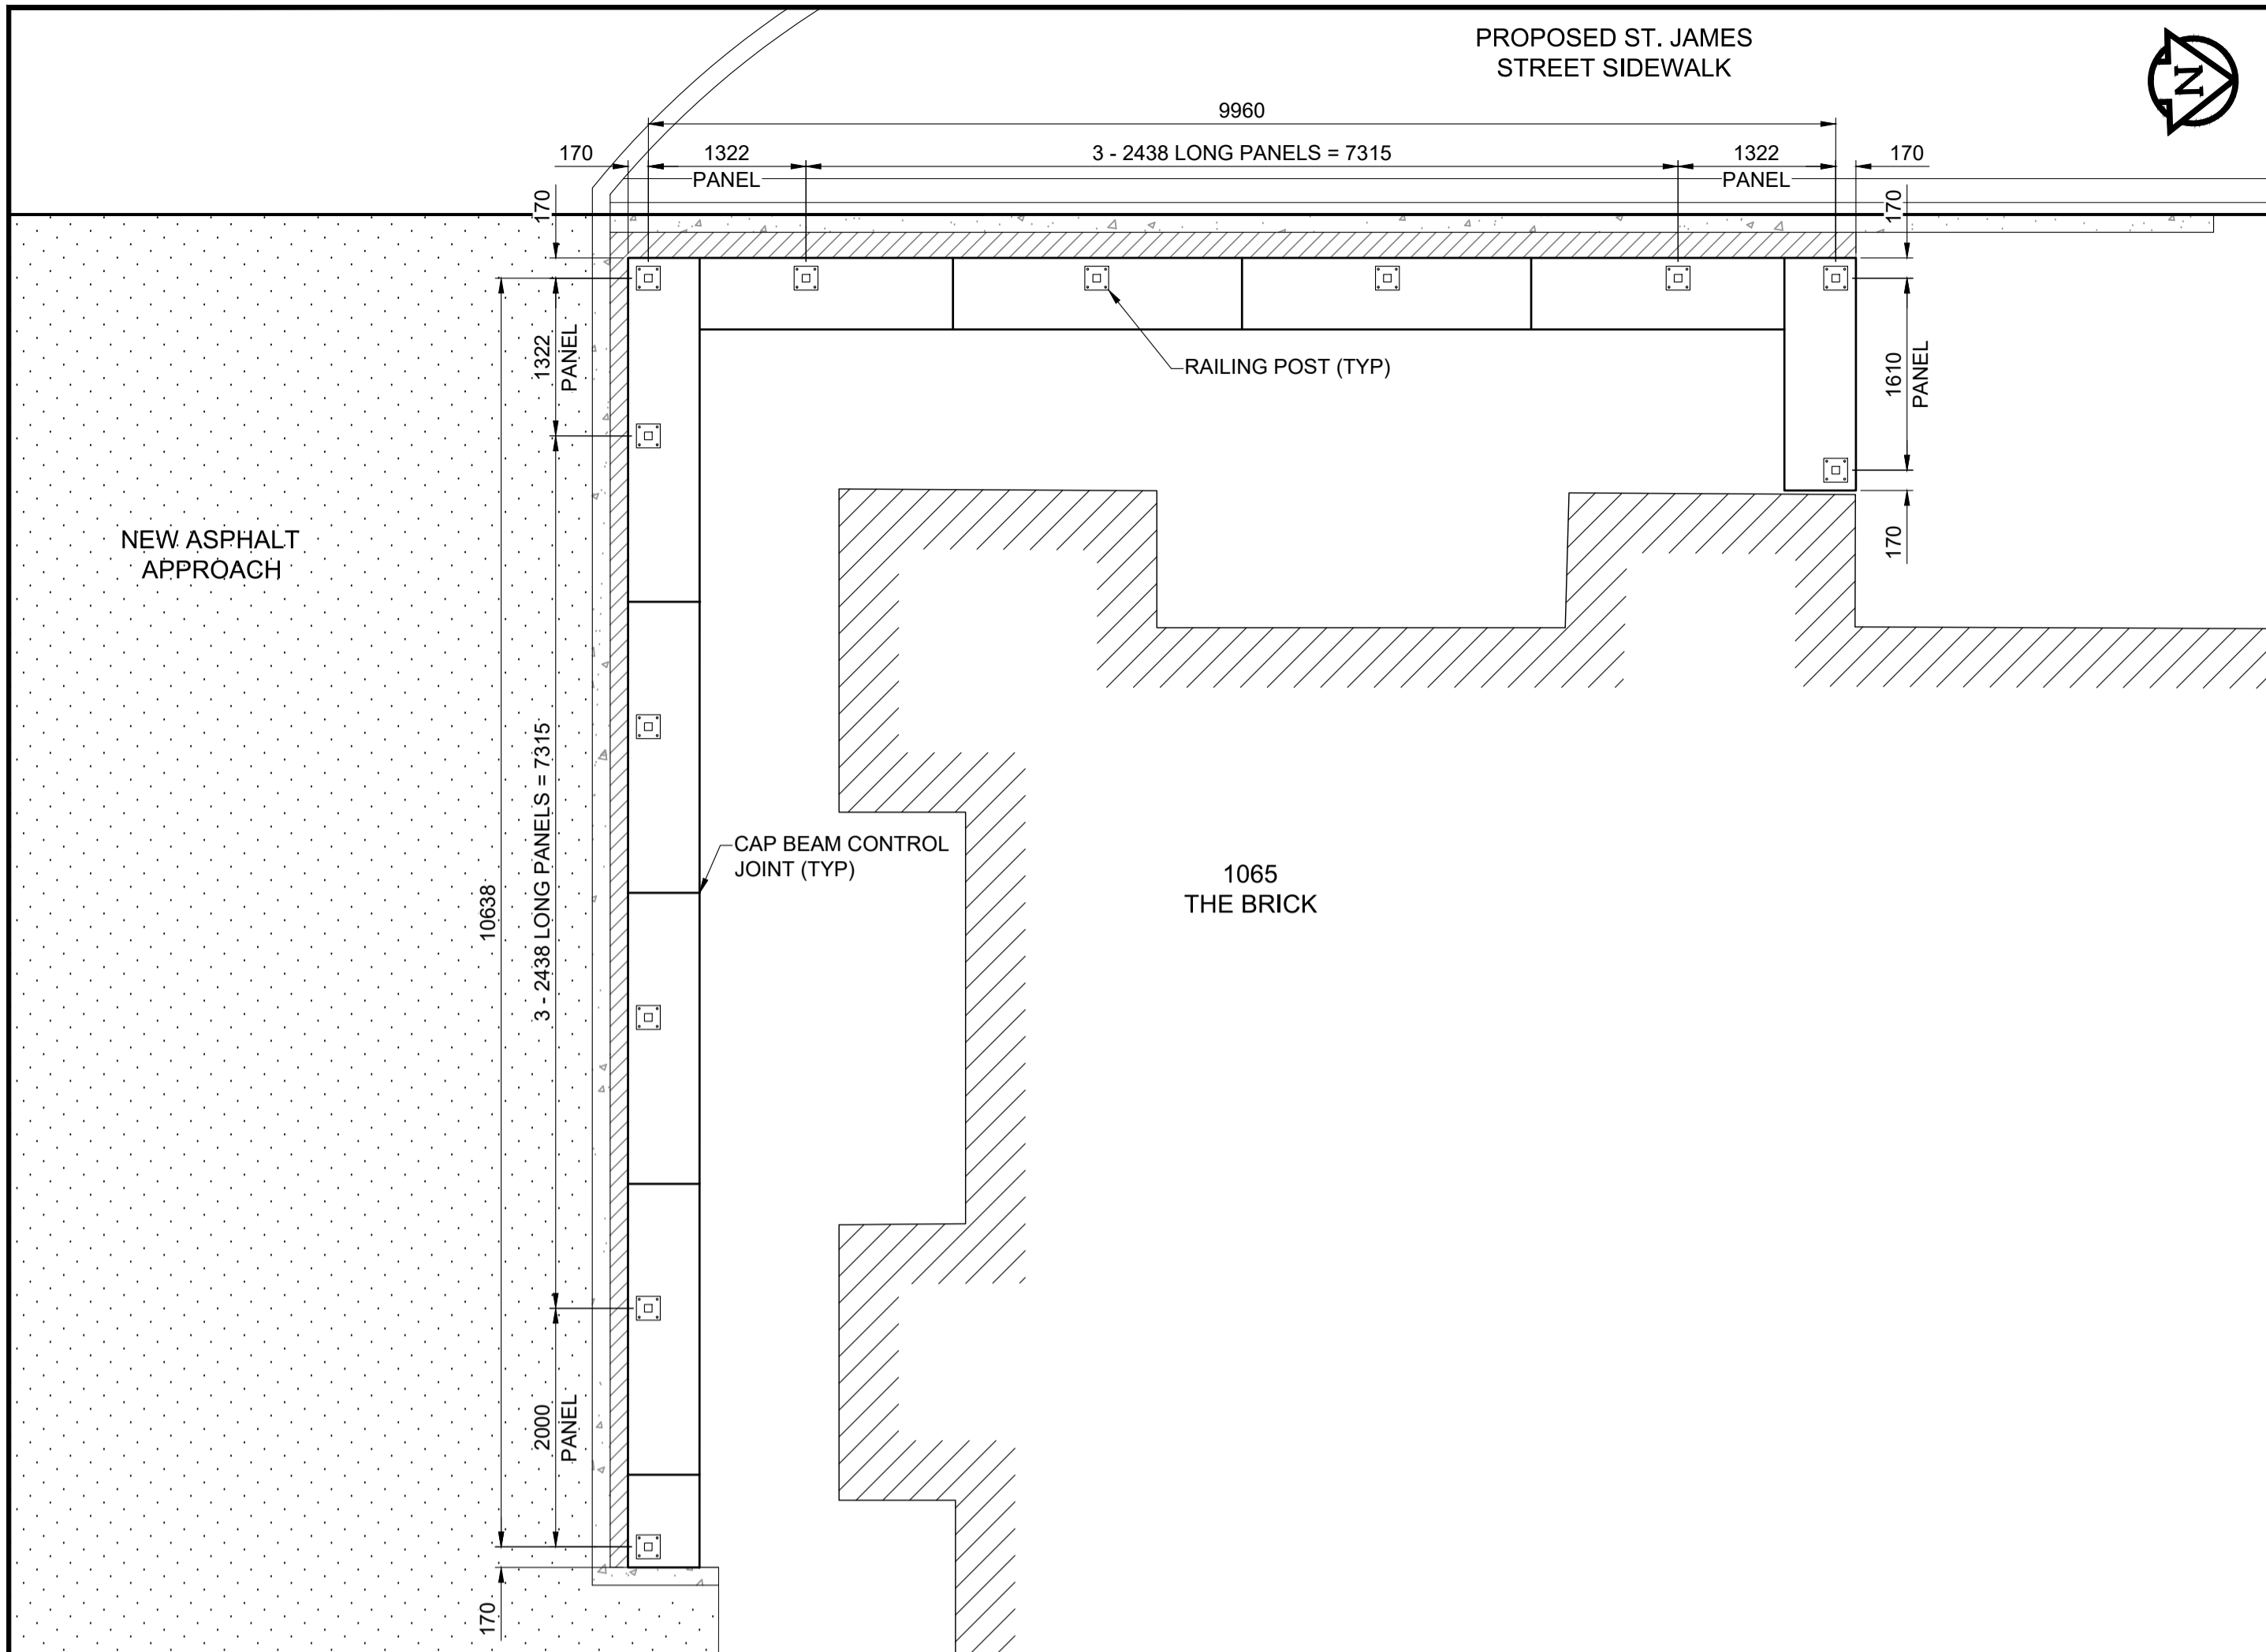 PROPOSED ST. JAMES
STREET SIDEWALK
N
9960
170
1322
PANEL
3 - 2438 LONG PANELS = 7315
1322
PANEL
170
170
170
1322
PANEL
RAILING POST (TYP)
1610
PANEL
170
NEW ASPHALT
APPROACH
10638
3 - 2438 LONG PANELS = 7315
CAP BEAM CONTROL
JOINT (TYP)
1065
THE BRICK
2000
PANEL
170